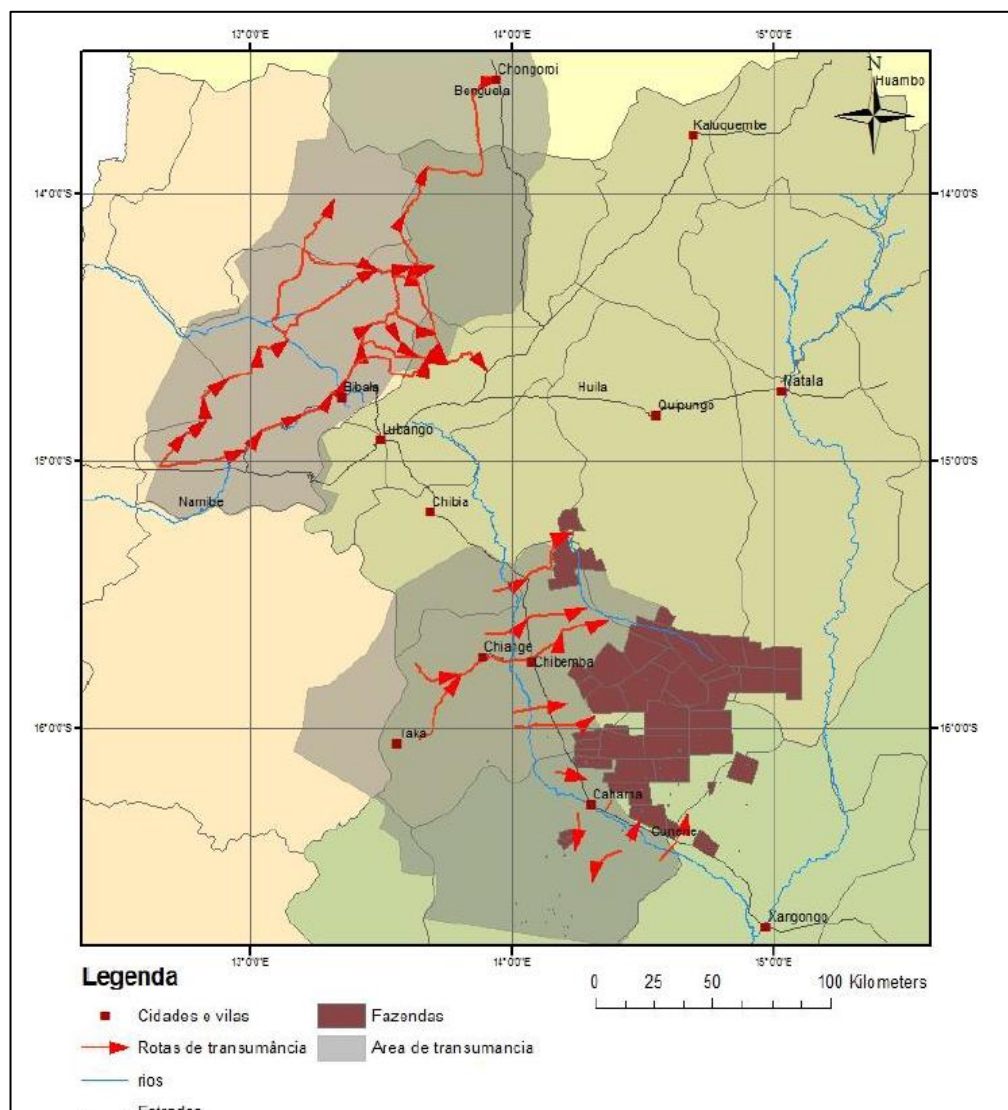 13°0'0"E 14°0'0"E 15°0'0"E
N
Chongoroi
Huambo
Benguela
Kaluquembe
14°0'0"S 14°0'0"S
Bibala
Huila
Matala
Quipungo
Lubango
15°0'0"S 15°0'0"S
Namibe
Chibia
Chiange
Chibemba
16°0'0"S 16°0'0"S
Cahama
Cunene
Xangongo
13°0'0"E 14°0'0"E 15°0'0"E
Legenda
0 25 50 100 Kilometers
Cidades e vilas
Fazendas
Rotas de transumância
Area de transumancia
rios